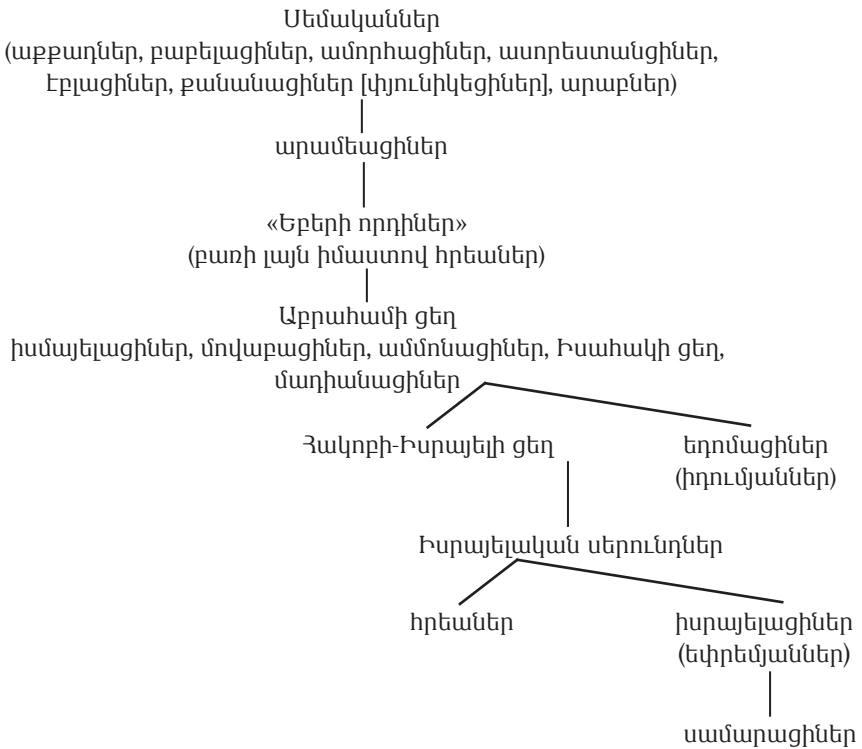 Սեմականներ
(աքքադներ, բաբելացիներ, ամորհացիներ, ասորեստանցիներ,
էբլացիներ, քանանացիներ [փյունիկեցիներ], արաբներ)
արամեացիներ
«Եբերի որդիներ»
(բառի լայն իմաստով հրեաներ)
Աբրահամի ցեղ
իսմայելացիներ, մովաբացիներ, ամմոնացիներ, Իսահակի ցեղ,
մադիանացիներ
Հակոբի-Իսրայելի ցեղ եդոմացիներ
(իդումյաններ)
Իսրայելական սերունդներ
հրեաներ իսրայելացիներ
(եփրեմյաններ)
սամարացիներ